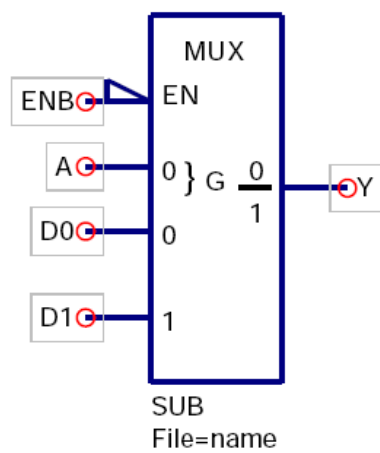 MUX
ENB EN
A 0 } G 0
1
D0 0
Y
D1 1
SUB
File=name